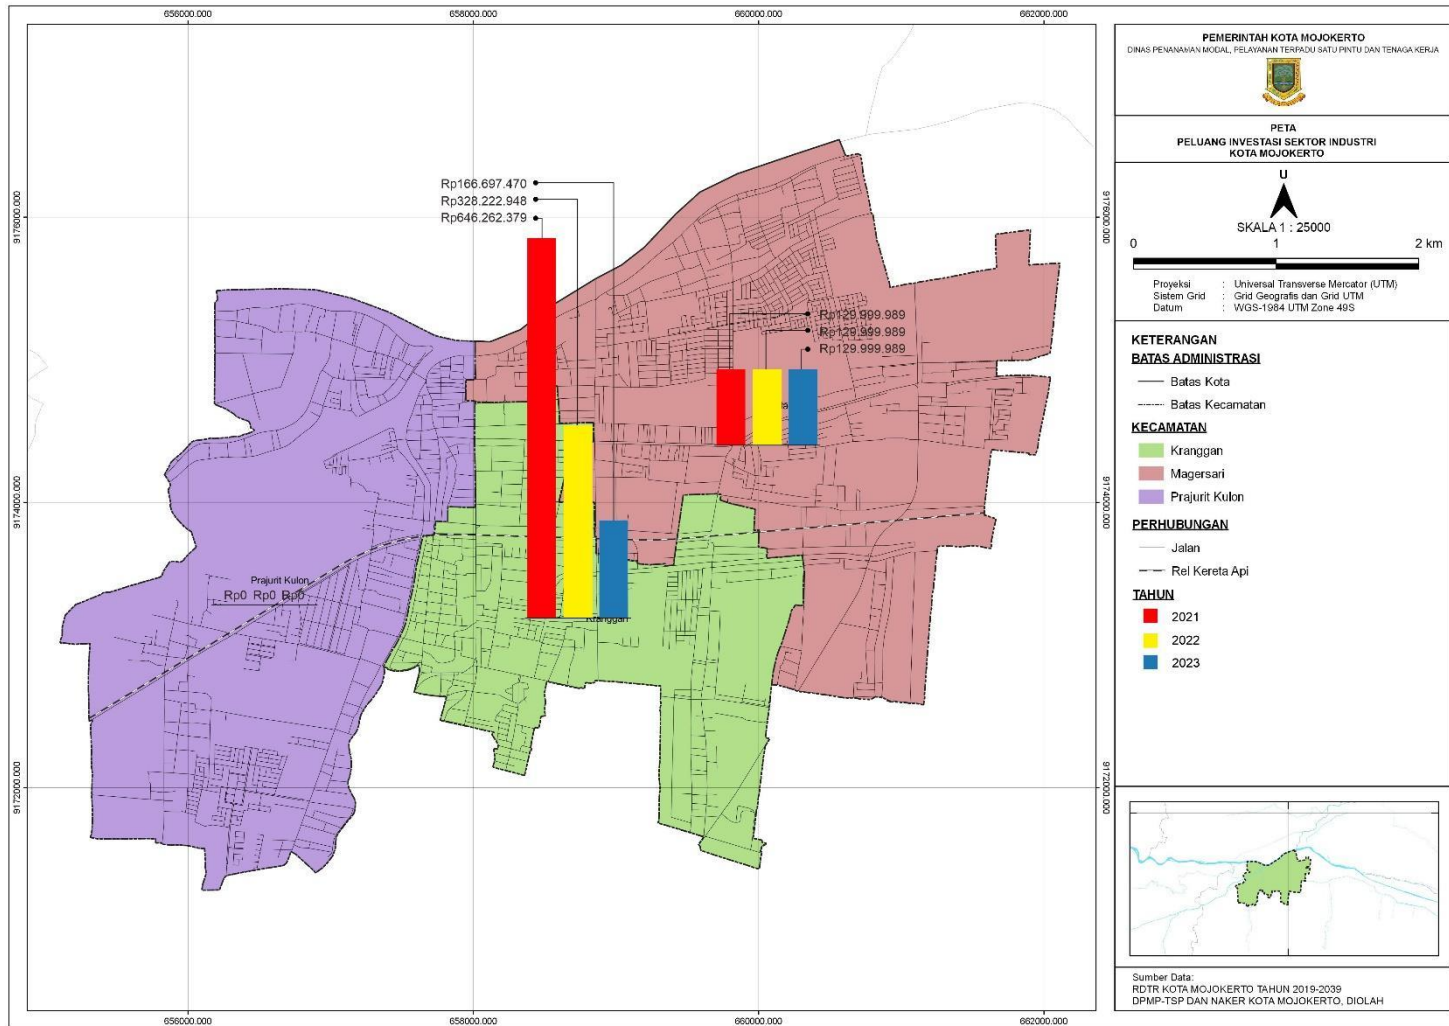 656000.000
658000.000
660000.000
662000.000
9176000.000
9174000.000
9172000.000
Rp166.697.470
Rp328.222.948
Rp646.262.379
Rp129.999.989
Rp129.999.989
Rp129.999.989
Prajurit Kulon
Rp0 Rp0 Rp0
Kranggan
9176000.000
9174000.000
9172000.000
656000.000
658000.000
660000.000
662000.000
PEMERINTAH KOTA MOJOKERTO
DINAS PENANAMAN MODAL, PELAYANAN TERPADU SATU PINTU DAN TENAGA KERJA
PETA
PELUANG INVESTASI SEKTOR INDUSTRI
KOTA MOJOKERTO
U
SKALA 1 : 25000
0 1 2 km
Proyeksi : Universal Transverse Mercator (UTM)
Sistem Grid : Grid Geografis dan Grid UTM
Datum : WGS-1984 UTM Zone 49S
KETERANGAN
BATAS ADMINISTRASI
Batas Kota
Batas Kecamatan
KECAMATAN
Kranggan
Magersari
Prajurit Kulon
PERHUBUNGAN
Jalan
Rel Kereta Api
TAHUN
2021
2022
2023
Sumber Data:
RDTR KOTA MOJOKERTO TAHUN 2019-2039
DPMP-TSP DAN NAKER KOTA MOJOKERTO, DIOLAH